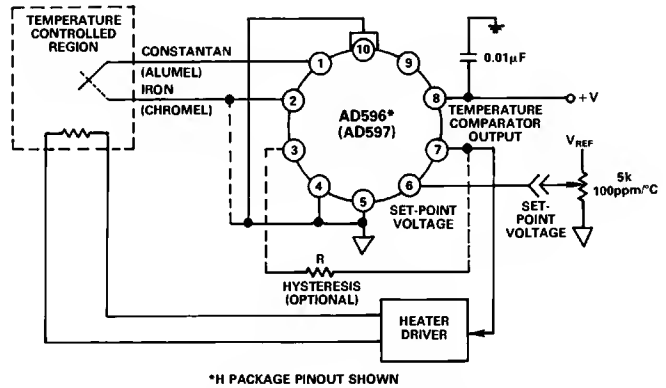 TEMPERATURE
CONTROLLED
REGION
CONSTANTAN
(ALUMEL)
IRON
(CHROMEL)
10
1
9
2
8
3
7
4
5
6
AD596*
(AD597)
0.01μF
+V
TEMPERATURE
COMPARATOR
OUTPUT
VREF
5k
100ppm/°C
SET-POINT
VOLTAGE
SET-
POINT
VOLTAGE
R
HYSTERESIS
(OPTIONAL)
HEATER
DRIVER
*H PACKAGE PINOUT SHOWN